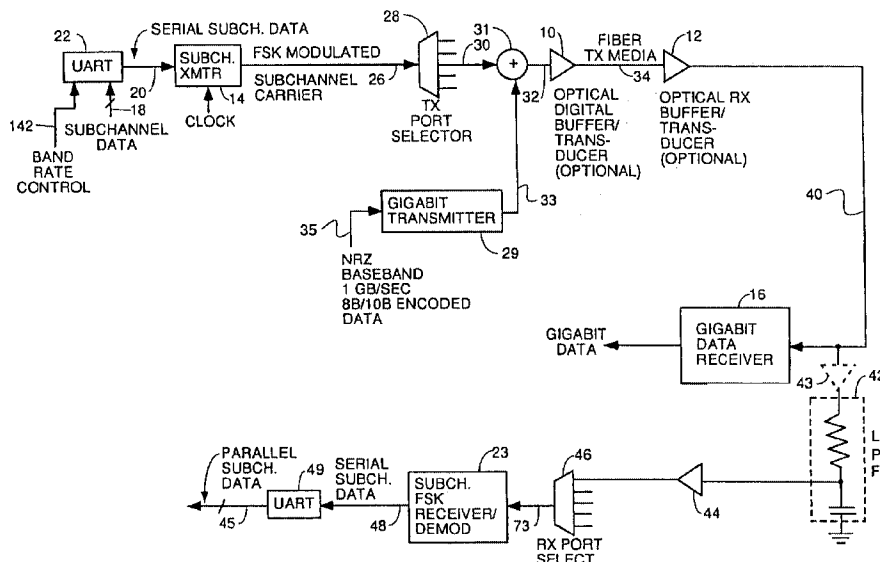 SERIAL SUBCH. DATA
22
UART
20
18
142
SUBCHANNEL
DATA
BAND
RATE
CONTROL
SUBCH.
XMTR
14
CLOCK
FSK MODULATED
SUBCHANNEL
CARRIER
26
28
TX
PORT
SELECTOR
30
31
+
32
10
OPTICAL
DIGITAL
BUFFER/
TRANS-
DUCER
(OPTIONAL)
FIBER
TX MEDIA
34
12
OPTICAL RX
BUFFER/
TRANS-
DUCER
(OPTIONAL)
33
GIGABIT
TRANSMITTER
29
35
NRZ
BASEBAND
1 GB/SEC
8B/10B ENCODED
DATA
40
16
GIGABIT
DATA
RECEIVER
GIGABIT
DATA
43
42
L
P
F
44
46
RX PORT
SELECT
73
23
SUBCH.
FSK
RECEIVER/
DEMOD
SERIAL
SUBCH.
DATA
48
49
UART
PARALLEL
SUBCH.
DATA
45